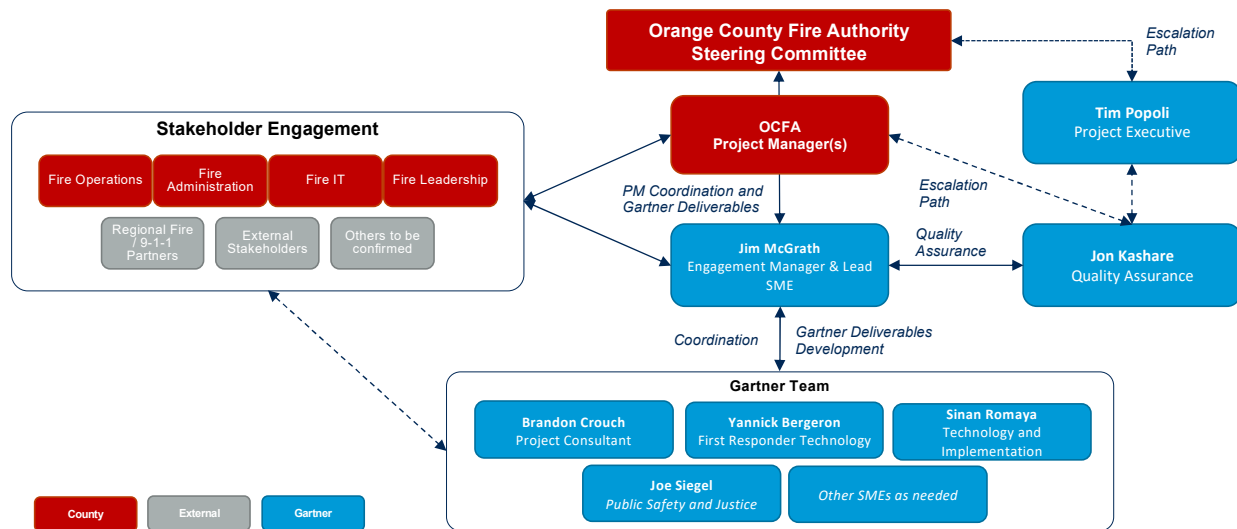 Orange County Fire Authority
Steering Committee
Escalation
Path
Tim Popoli
Project Executive
OCFA
Project Manager(s)
Stakeholder Engagement
Fire Operations
Fire
Administration
Fire IT
Fire Leadership
Regional Fire
/ 9-1-1
Partners
External
Stakeholders
Others to be
confirmed
PM Coordination and
Gartner Deliverables
Escalation
Path
Quality
Assurance
Jim McGrath
Engagement Manager & Lead
SME
Jon Kashare
Quality Assurance
Coordination
Gartner Deliverables
Development
Gartner Team
Brandon Crouch
Project Consultant
Yannick Bergeron
First Responder Technology
Sinan Romaya
Technology and
Implementation
Joe Siegel
Public Safety and Justice
Other SMEs as needed
County
External
Gartner